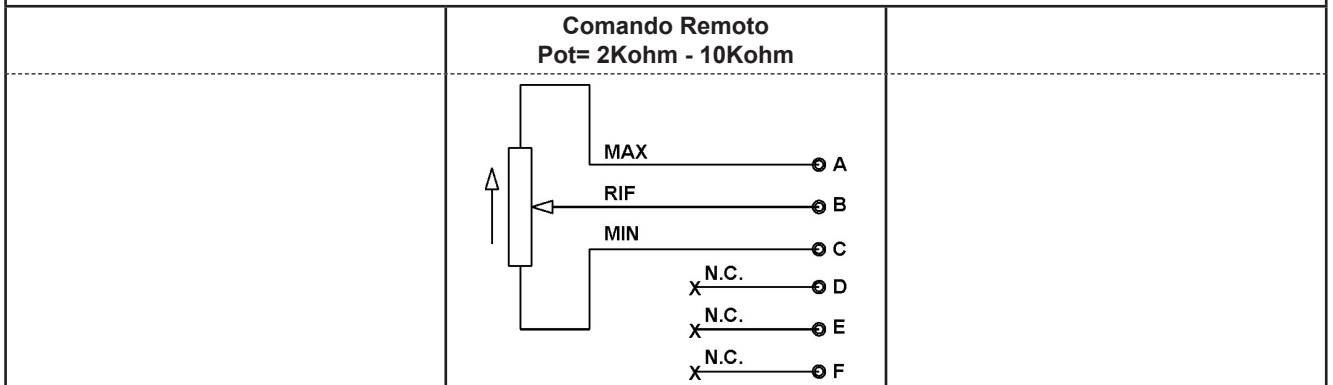 Comando Remoto
Pot= 2Kohm - 10Kohm
MAX
A
RIF
B
MIN
C
N.C.
D
N.C.
E
N.C.
F